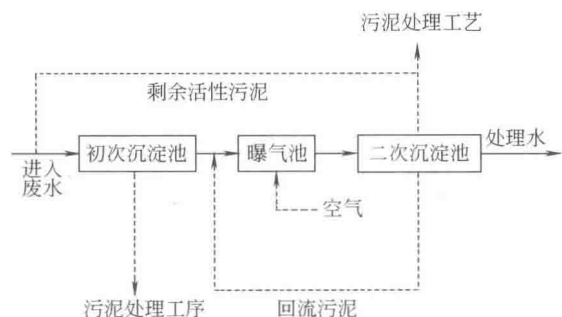 污泥处理工艺
剩余活性污泥
进入
废水
初次沉淀池
曝气池
二次沉淀池
处理水
空气
污泥处理工序
回流污泥